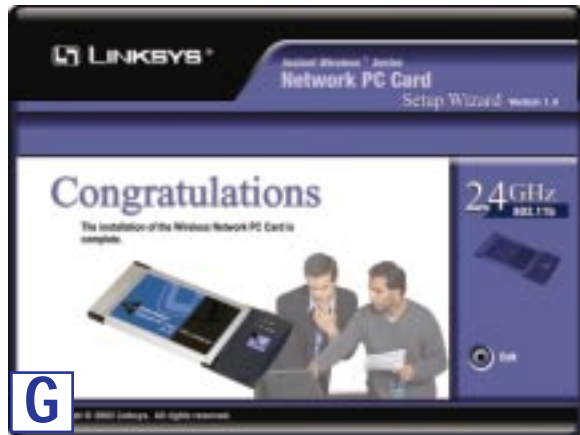 LINKSYS®
Instant Wireless™ Series
Network PC Card
Setup Wizard Version
Congratulations
The installation of the Wireless Network PC Card is
complete.
2,4GHz
802.11b
Exit
G
© 2002 Linksys. All rights reserved.